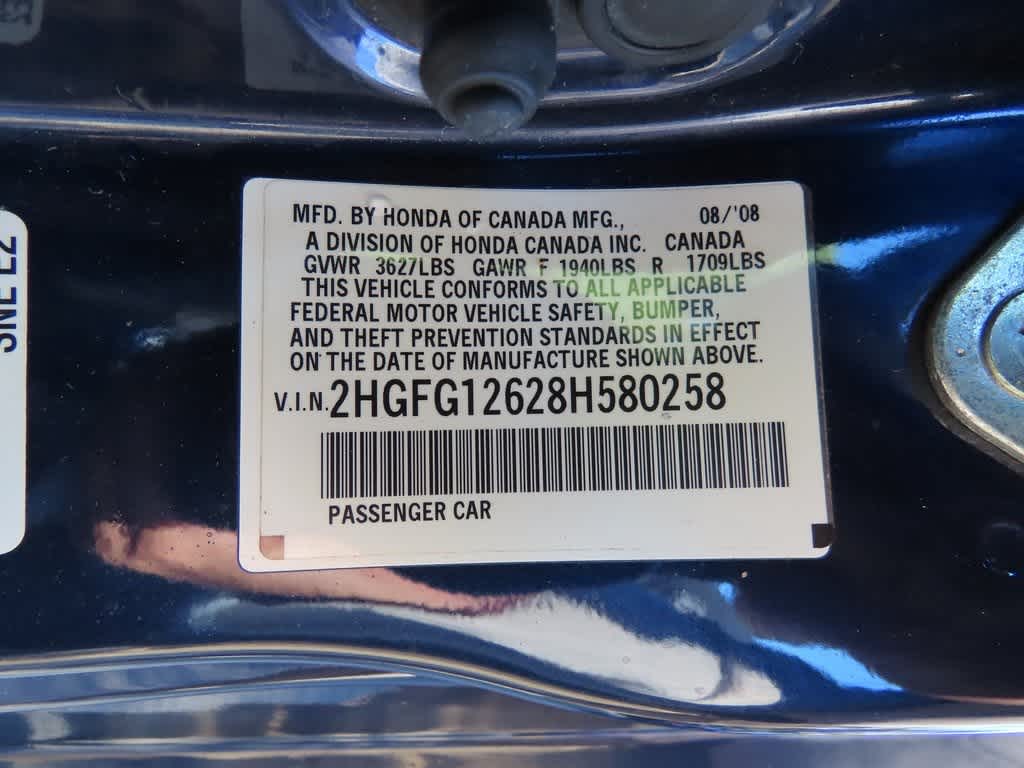 MFD. BY HONDA OF CANADA MFG., 08/'08
A DIVISION OF HONDA CANADA INC. CANADA
GVWR 3627LBS GAWR F 1940LBS R 1709LBS
THIS VEHICLE CONFORMS TO ALL APPLICABLE
FEDERAL MOTOR VEHICLE SAFETY, BUMPER,
AND THEFT PREVENTION STANDARDS IN EFFECT
ON THE DATE OF MANUFACTURE SHOWN ABOVE.
V.I.N. 2HGFG12628H580258
PASSENGER CAR
SNE E2